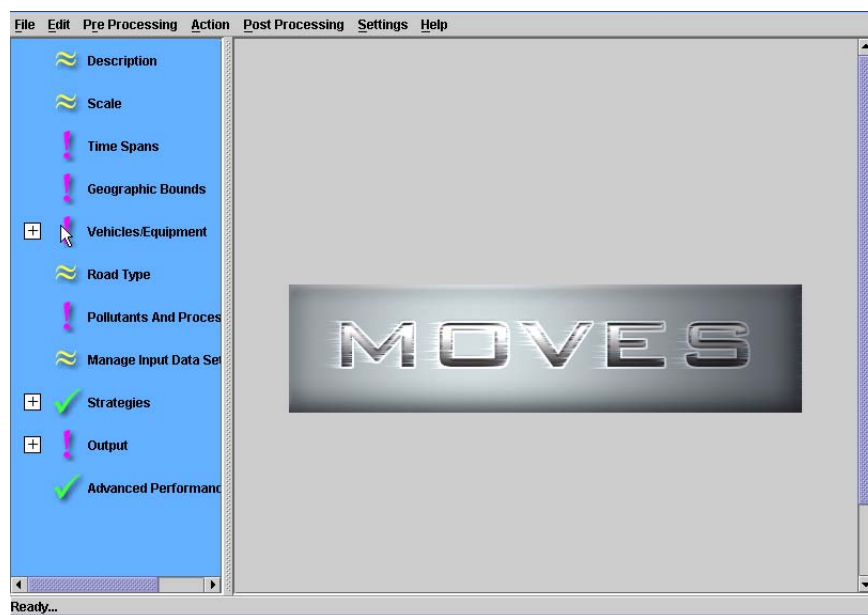 File Edit Pre Processing Action Post Processing Settings Help
Description
Scale
Time Spans
Geographic Bounds
Vehicles/Equipment
Road Type
Pollutants And Proces
Manage Input Data Set
Strategies
Output
Advanced Performanc
MOVES
Ready...